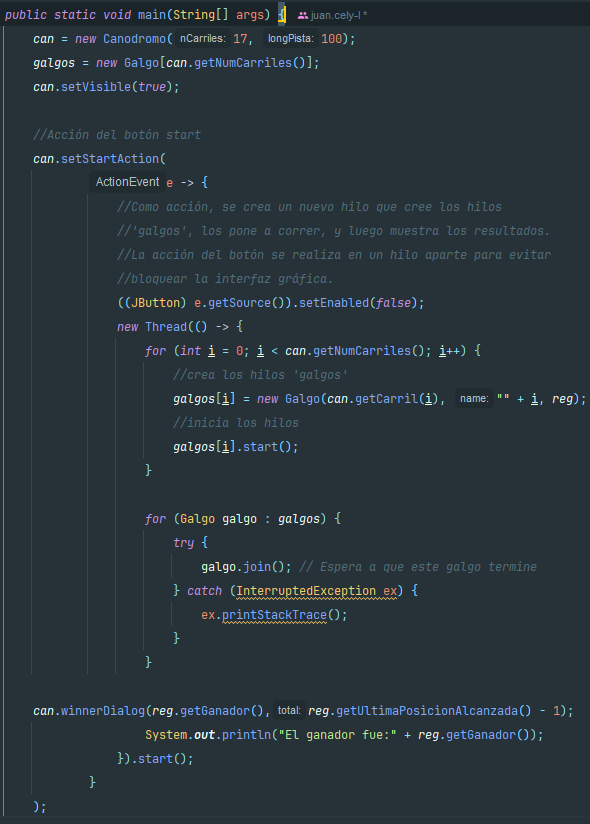 public static void main(String[] args) { juan.cely-l *
can = new Canodromo( nCarriles: 17, longPista: 100);
galgos = new Galgo[can.getNumCarriles()];
can.setVisible(true);
//Acción del botón start
can.setStartAction(
ActionEvent e -> {
//Como acción, se crea un nuevo hilo que cree los hilos
//'galgos', los pone a correr, y luego muestra los resultados.
//La acción del botón se realiza en un hilo aparte para evitar
//bloquear la interfaz gráfica.
((JButton) e.getSource()).setEnabled(false);
new Thread(() -> {
for (int i = 0; i < can.getNumCarriles(); i++) {
//crea los hilos 'galgos'
galgos[i] = new Galgo(can.getCarril(i), name: "" + i, reg);
//inicia los hilos
galgos[i].start();
}
for (Galgo galgo : galgos) {
try {
galgo.join(); // Espera a que este galgo termine
} catch (InterruptedException ex) {
ex.printStackTrace();
}
}
can.winnerDialog(reg.getGanador(), total: reg.getUltimaPosicionAlcanzada() - 1);
System.out.println("El ganador fue:" + reg.getGanador());
}).start();
}
);